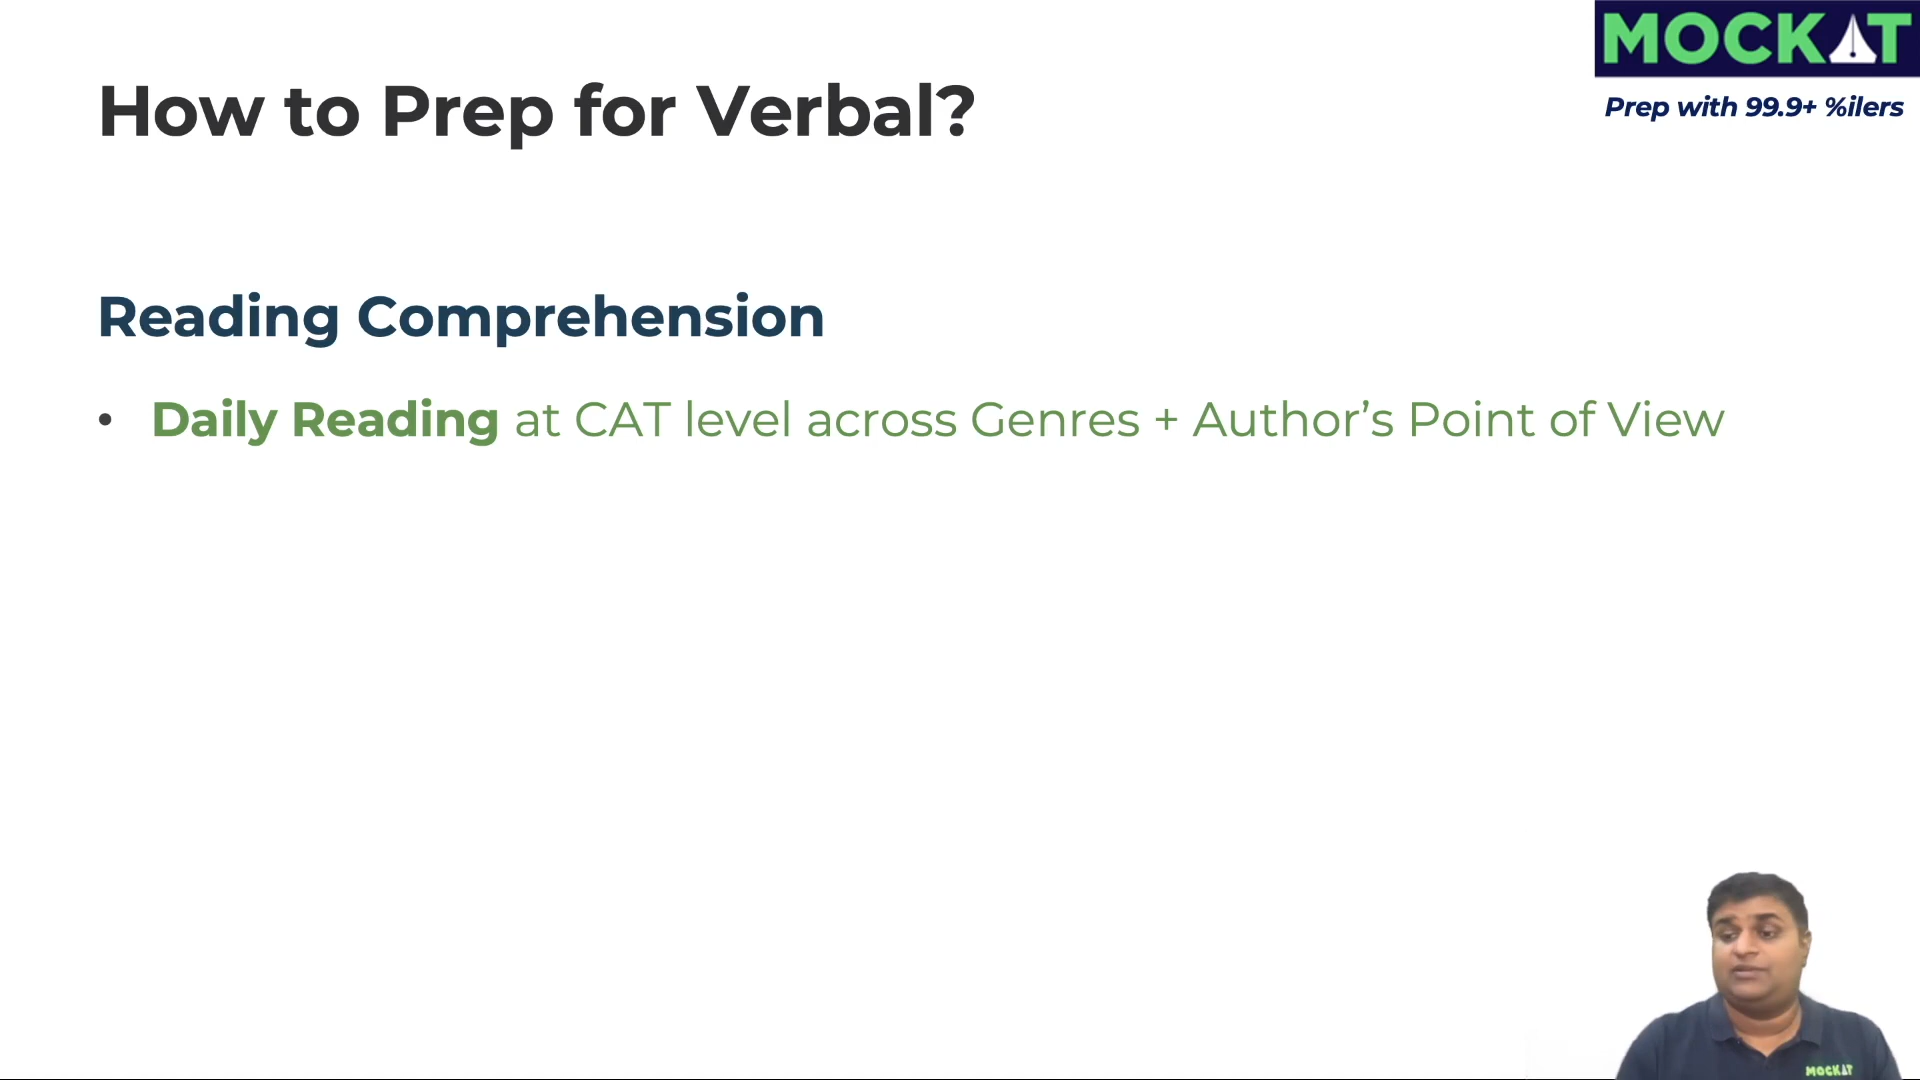 MOCKAT
Prep with 99.9+ %ilers
How to Prep for Verbal?
Reading Comprehension
• Daily Reading at CAT level across Genres + Author’s Point of View
MOCKAT